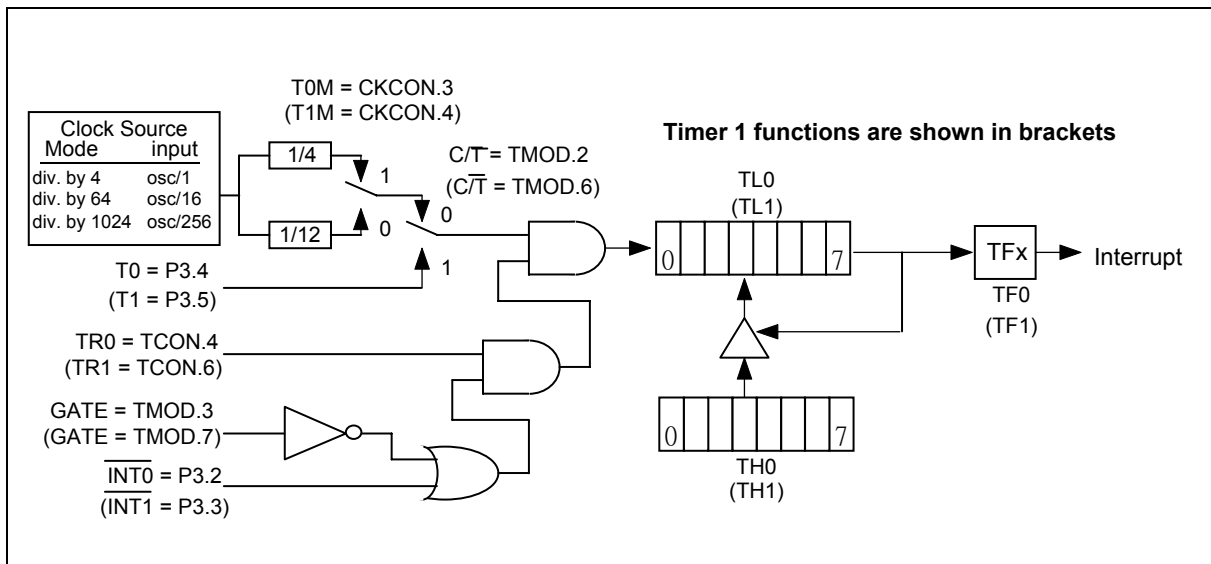 T0M = CKCON.3
(T1M = CKCON.4)
Clock Source
Mode input
div. by 4 osc/1
div. by 64 osc/16
div. by 1024 osc/256
1/4
1
0
1/12
C/T̅ = TMOD.2
(C/T̅ = TMOD.6)
0
1
T0 = P3.4
(T1 = P3.5)
TR0 = TCON.4
(TR1 = TCON.6)
GATE = TMOD.3
(GATE = TMOD.7)
I̅N̅T̅0̅ = P3.2
(I̅N̅T̅1̅ = P3.3)
Timer 1 functions are shown in brackets
TL0
(TL1)
0 7
TFx
Interrupt
TF0
(TF1)
0 7
TH0
(TH1)